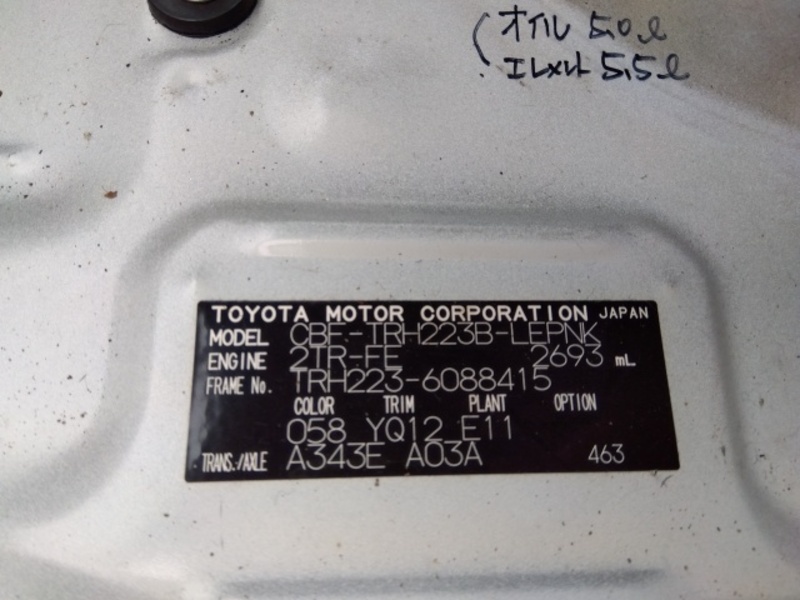 オイル 5.0ℓ
エレメント 5.5ℓ
TOYOTA MOTOR CORPORATION JAPAN
MODEL CBF-TRH223B-LEPNK
ENGINE 2TR-FE 2693 mL
FRAME No. TRH223-6088415
COLOR TRIM PLANT OPTION
058 YQ12 E11
TRANS./AXLE A343E A03A 463